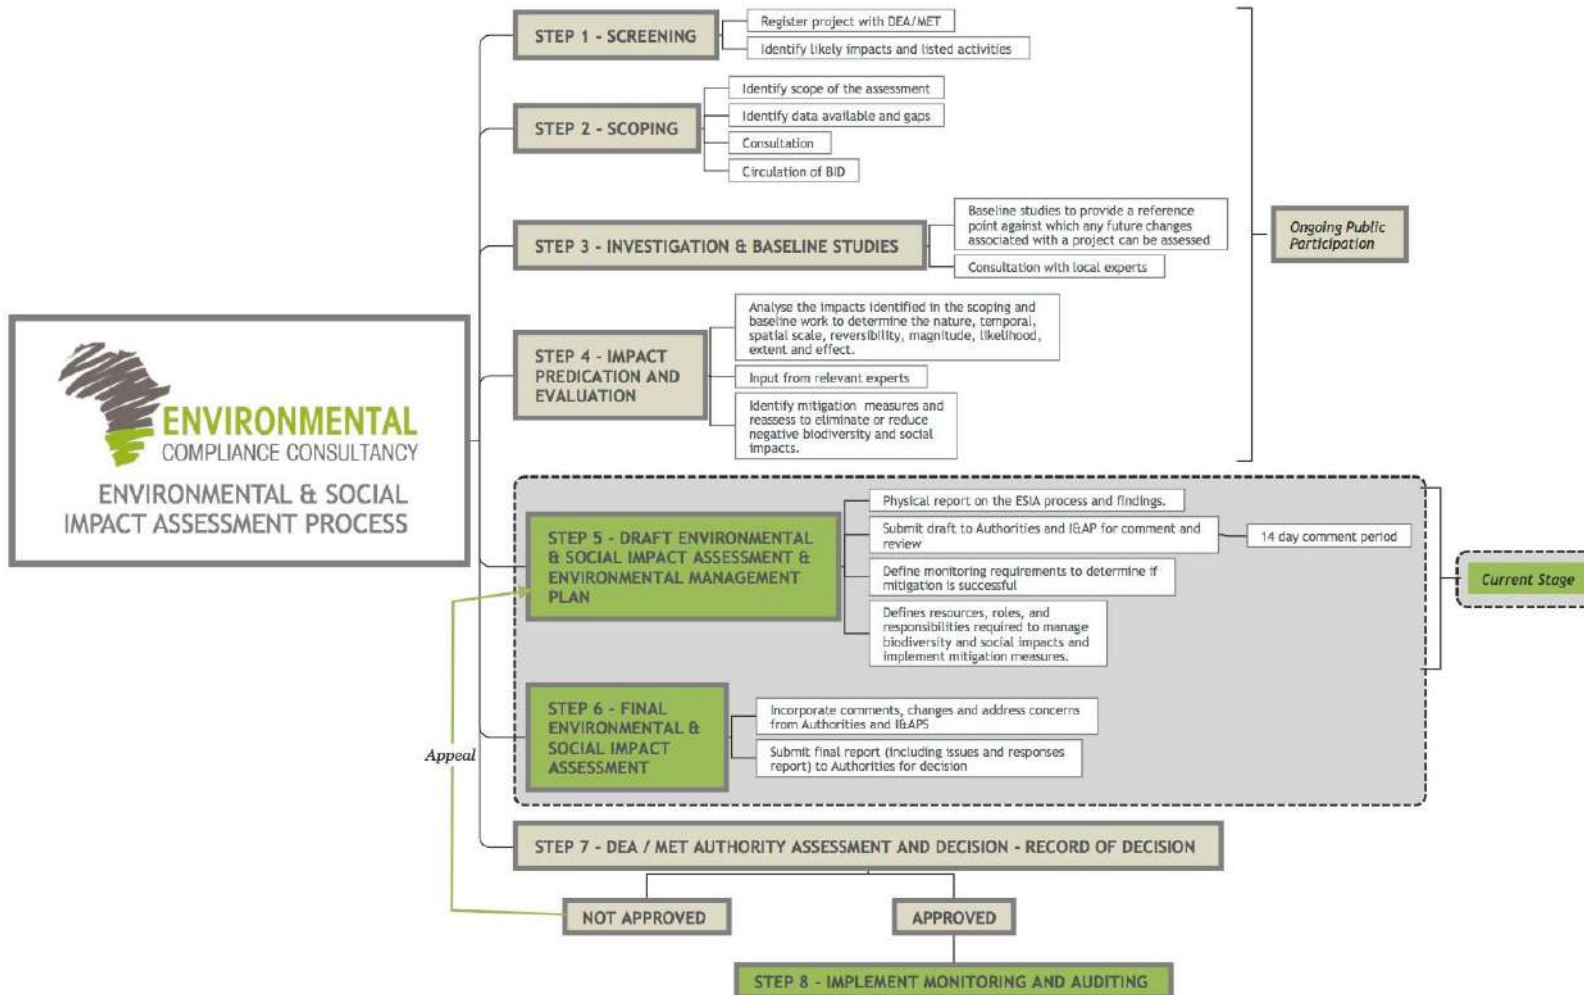 ENVIRONMENTAL
COMPLIANCE CONSULTANCY
ENVIRONMENTAL & SOCIAL
IMPACT ASSESSMENT PROCESS
STEP 1 - SCREENING
Register project with DEA/MET
Identify likely impacts and listed activities
STEP 2 - SCOPING
Identify scope of the assessment
Identify data available and gaps
Consultation
Circulation of BID
STEP 3 - INVESTIGATION & BASELINE STUDIES
Baseline studies to provide a reference
point against which any future changes
associated with a project can be assessed
Consultation with local experts
Ongoing Public
Participation
STEP 4 - IMPACT
PREDICATION AND
EVALUATION
Analyse the impacts identified in the scoping and
baseline work to determine the nature, temporal,
spatial scale, reversibility, magnitude, likelihood,
extent and effect.
Input from relevant experts
Identify mitigation measures and
reassess to eliminate or reduce
negative biodiversity and social
impacts.
STEP 5 - DRAFT ENVIRONMENTAL
& SOCIAL IMPACT ASSESSMENT &
ENVIRONMENTAL MANAGEMENT
PLAN
Physical report on the ESIA process and findings.
Submit draft to Authorities and I&AP for comment and
review
14 day comment period
Define monitoring requirements to determine if
mitigation is successful
Defines resources, roles, and
responsibilities required to manage
biodiversity and social impacts and
implement mitigation measures.
Current Stage
STEP 6 - FINAL
ENVIRONMENTAL &
SOCIAL IMPACT
ASSESSMENT
Incorporate comments, changes and address concerns
from Authorities and I&APS
Submit final report (including issues and responses
report) to Authorities for decision
Appeal
STEP 7 - DEA / MET AUTHORITY ASSESSMENT AND DECISION - RECORD OF DECISION
NOT APPROVED
APPROVED
STEP 8 - IMPLEMENT MONITORING AND AUDITING